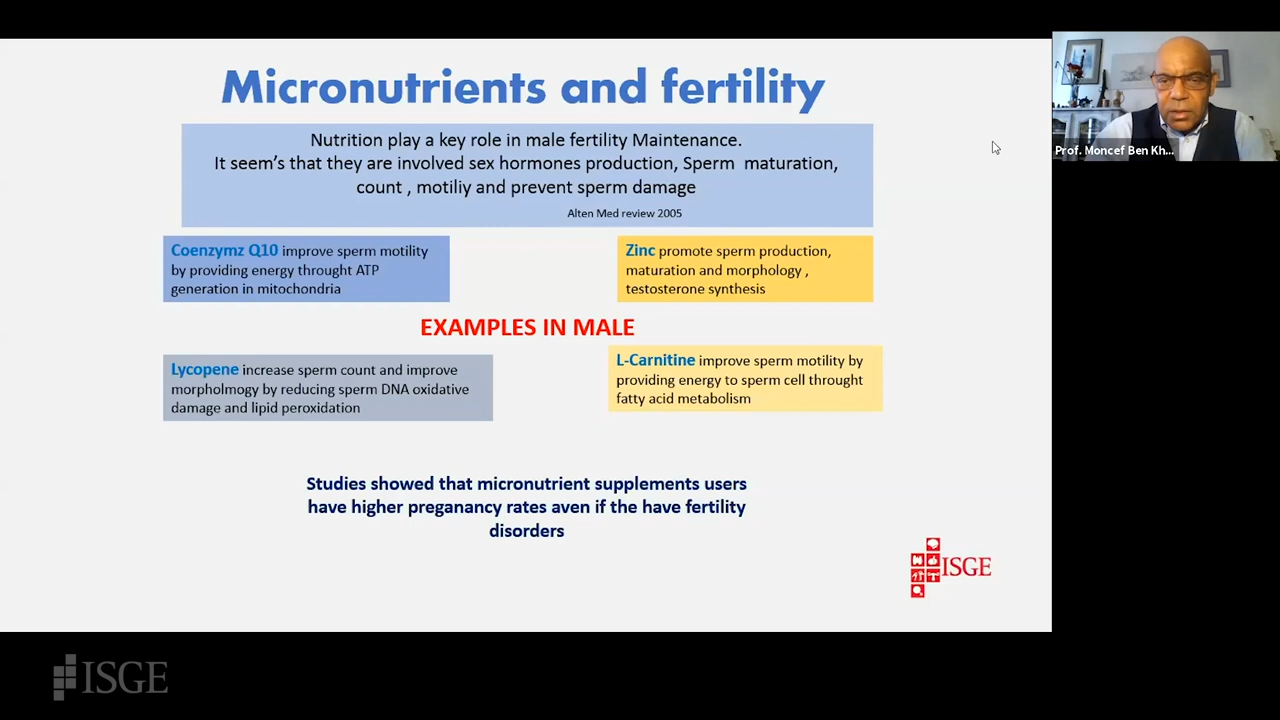 Micronutrients and fertility
Nutrition play a key role in male fertility Maintenance.
It seem's that they are involved sex hormones production, Sperm maturation,
count , motiliy and prevent sperm damage
Alten Med review 2005
Coenzymz Q10 improve sperm motility
by providing energy throught ATP
generation in mitochondria
Zinc promote sperm production,
maturation and morphology ,
testosterone synthesis
EXAMPLES IN MALE
Lycopene increase sperm count and improve
morpholmogy by reducing sperm DNA oxidative
damage and lipid peroxidation
L-Carnitine improve sperm motility by
providing energy to sperm cell throught
fatty acid metabolism
Studies showed that micronutrient supplements users
have higher preganancy rates aven if the have fertility
disorders
ISGE
Prof. Moncef Ben Kh...
ISGE